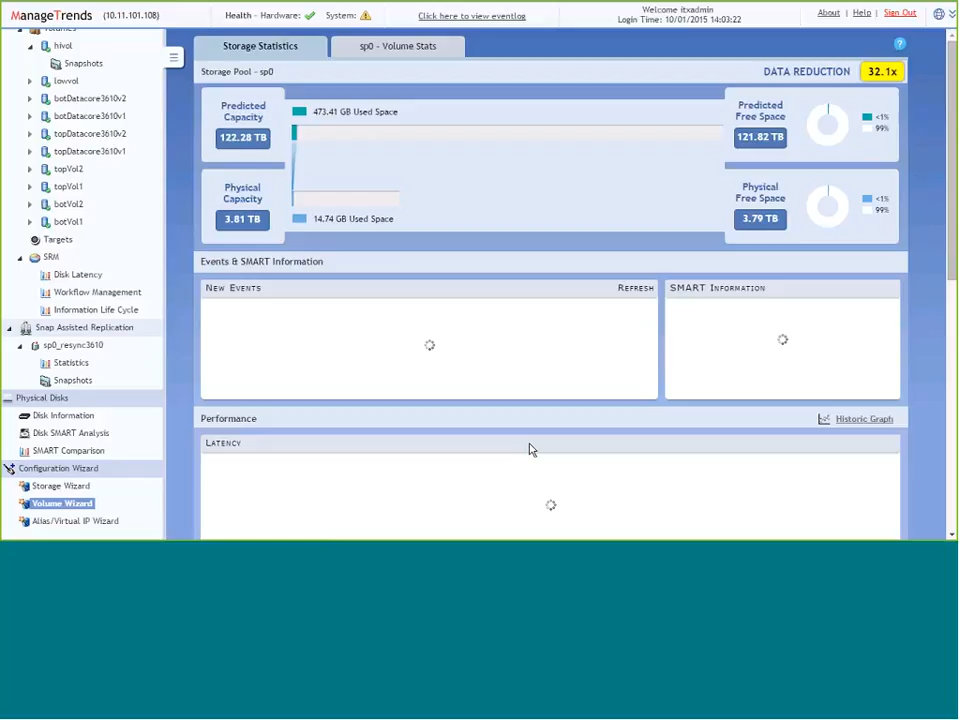 ManageTrends (10.11.101.108)
Health - Hardware: System:
Click here to view eventlog
Welcome itxadmin
Login Time: 10/01/2015 14:03:22
About | Help | Sign Out
Volumes
hivol
Snapshots
lowvol
botDatacore3610v2
botDatacore3610v1
topDatacore3610v2
topDatacore3610v1
topVol2
topVol1
botVol2
botVol1
Targets
SRM
Disk Latency
Workflow Management
Information Life Cycle
Snap Assisted Replication
sp0_resync3610
Statistics
Snapshots
Physical Disks
Disk Information
Disk SMART Analysis
SMART Comparison
Configuration Wizard
Storage Wizard
Volume Wizard
Alias/Virtual IP Wizard
Storage Statistics
sp0 - Volume Stats
?
Storage Pool - sp0
DATA REDUCTION 32.1x
Predicted
Capacity
122.28 TB
473.41 GB Used Space
Predicted
Free Space
121.82 TB
<1%
99%
Physical
Capacity
3.81 TB
14.74 GB Used Space
Physical
Free Space
3.79 TB
<1%
99%
Events & SMART Information
NEW EVENTS
REFRESH
SMART INFORMATION
Performance
Historic Graph
LATENCY